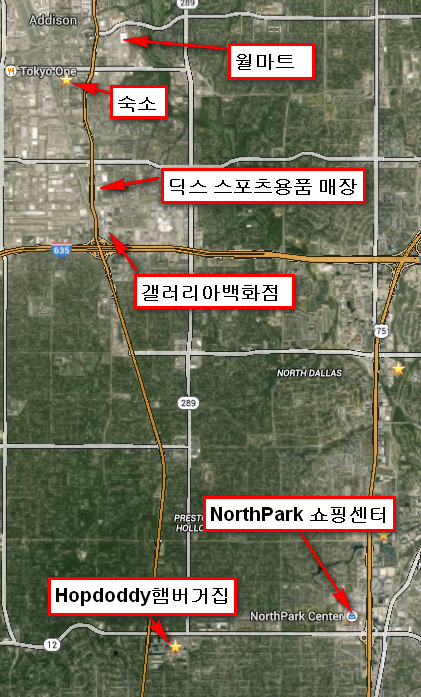 289
Addison
월마트
Tokyo One
숙소
딕스 스포츠용품 매장
635
갤러리아백화점
75
NORTH DALLAS
289
NorthPark 쇼핑센터
PRESTON
HOLLOW
Hopdoddy햄버거집
NorthPark Center
12